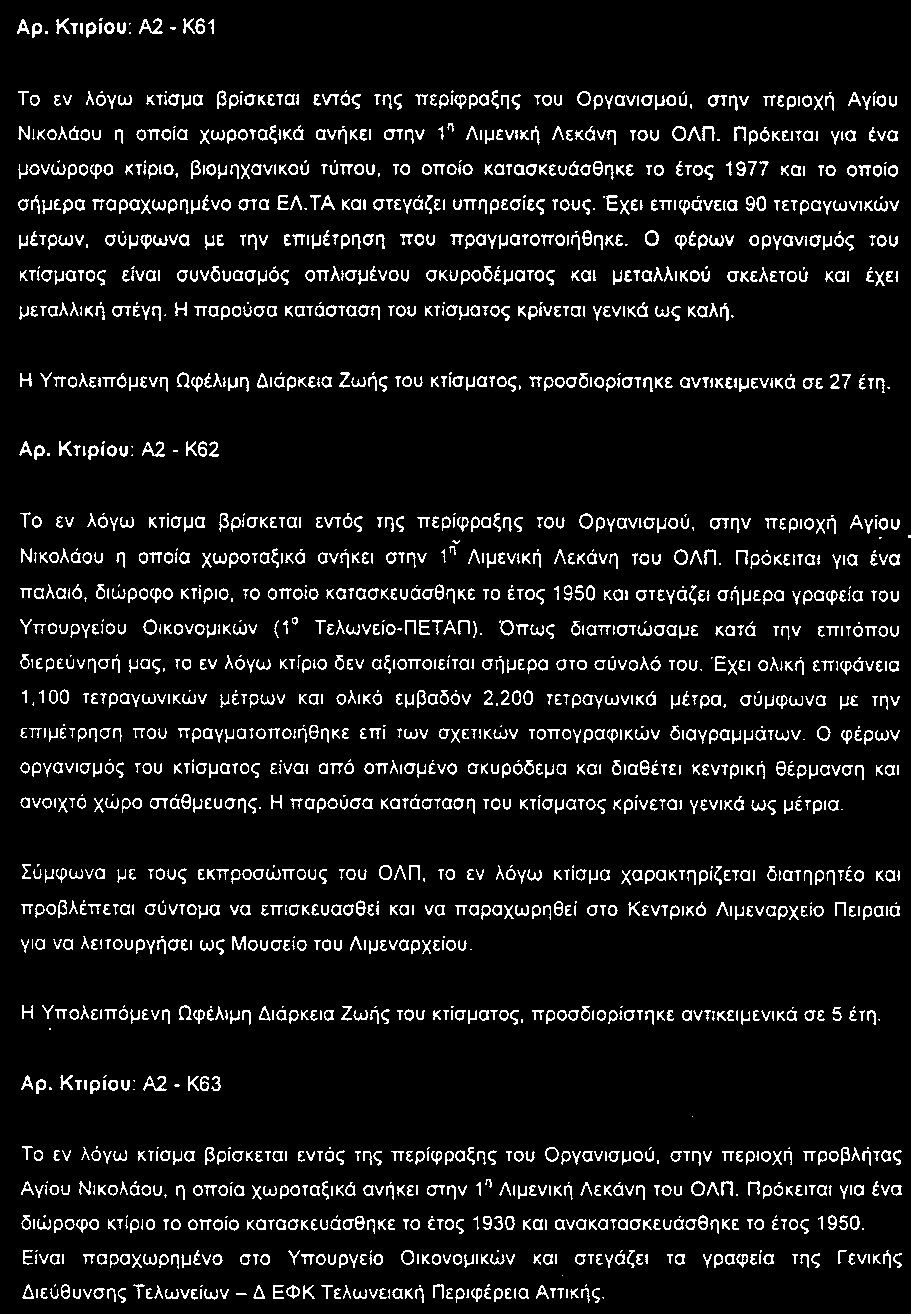 Αρ. Κτιρίου: Α2 - Κ61
Το εν λόγω κτίσμα βρίσκεται εντός της περίφραξης του Οργανισμού, στην περιοχή Αγίου
Νικολάου η οποία χωροταξικά ανήκει στην 1η Λιμενική Λεκάνη του ΟΛΠ. Πρόκειται για ένα
μονώροφο κτίριο, βιομηχανικού τύπου, το οποίο κατασκευάσθηκε το έτος 1977 και το οποίο
σήμερα παραχωρημένο στα ΕΛ.ΤΑ και στεγάζει υπηρεσίες τους. Έχει επιφάνεια 90 τετραγωνικών
μέτρων, σύμφωνα με την επιμέτρηση που πραγματοποιήθηκε. Ο φέρων οργανισμός του
κτίσματος είναι συνδυασμός οπλισμένου σκυροδέματος και μεταλλικού σκελετού και έχει
μεταλλική στέγη. Η παρούσα κατάσταση του κτίσματος κρίνεται γενικά ως καλή.
Η Υπολειπόμενη Ωφέλιμη Διάρκεια Ζωής του κτίσματος, προσδιορίστηκε αντικειμενικά σε 27 έτη.
Αρ. Κτιρίου: Α2 - Κ62
Το εν λόγω κτίσμα βρίσκεται εντός της περίφραξης του Οργανισμού, στην περιοχή Αγίου
Νικολάου η οποία χωροταξικά ανήκει στην 1η Λιμενική Λεκάνη του ΟΛΠ. Πρόκειται για ένα
παλαιό, διώροφο κτίριο, το οποίο κατασκευάσθηκε το έτος 1950 και στεγάζει σήμερα γραφεία του
Υπουργείου Οικονομικών (1ο Τελωνείο-ΠΕΤΑΠ). Όπως διαπιστώσαμε κατά την επιτόπου
διερεύνησή μας, το εν λόγω κτίριο δεν αξιοποιείται σήμερα στο σύνολό του. Έχει ολική επιφάνεια
1,100 τετραγωνικών μέτρων και ολικό εμβαδόν 2,200 τετραγωνικά μέτρα, σύμφωνα με την
επιμέτρηση που πραγματοποιήθηκε επί των σχετικών τοπογραφικών διαγραμμάτων. Ο φέρων
οργανισμός του κτίσματος είναι από οπλισμένο σκυρόδεμα και διαθέτει κεντρική θέρμανση και
ανοιχτό χώρο στάθμευσης. Η παρούσα κατάσταση του κτίσματος κρίνεται γενικά ως μέτρια.
Σύμφωνα με τους εκπροσώπους του ΟΛΠ, το εν λόγω κτίσμα χαρακτηρίζεται διατηρητέο και
προβλέπεται σύντομα να επισκευασθεί και να παραχωρηθεί στο Κεντρικό Λιμεναρχείο Πειραιά
για να λειτουργήσει ως Μουσείο του Λιμεναρχείου.
Η Υπολειπόμενη Ωφέλιμη Διάρκεια Ζωής του κτίσματος, προσδιορίστηκε αντικειμενικά σε 5 έτη.
Αρ. Κτιρίου: Α2 - Κ63
Το εν λόγω κτίσμα βρίσκεται εντός της περίφραξης του Οργανισμού, στην περιοχή προβλήτας
Αγίου Νικολάου, η οποία χωροταξικά ανήκει στην 1η Λιμενική Λεκάνη του ΟΛΠ. Πρόκειται για ένα
διώροφο κτίριο το οποίο κατασκευάσθηκε το έτος 1930 και ανακατασκευάσθηκε το έτος 1950.
Είναι παραχωρημένο στο Υπουργείο Οικονομικών και στεγάζει τα γραφεία της Γενικής
Διεύθυνσης Τελωνείων – Δ ΕΦΚ Τελωνειακή Περιφέρεια Αττικής.